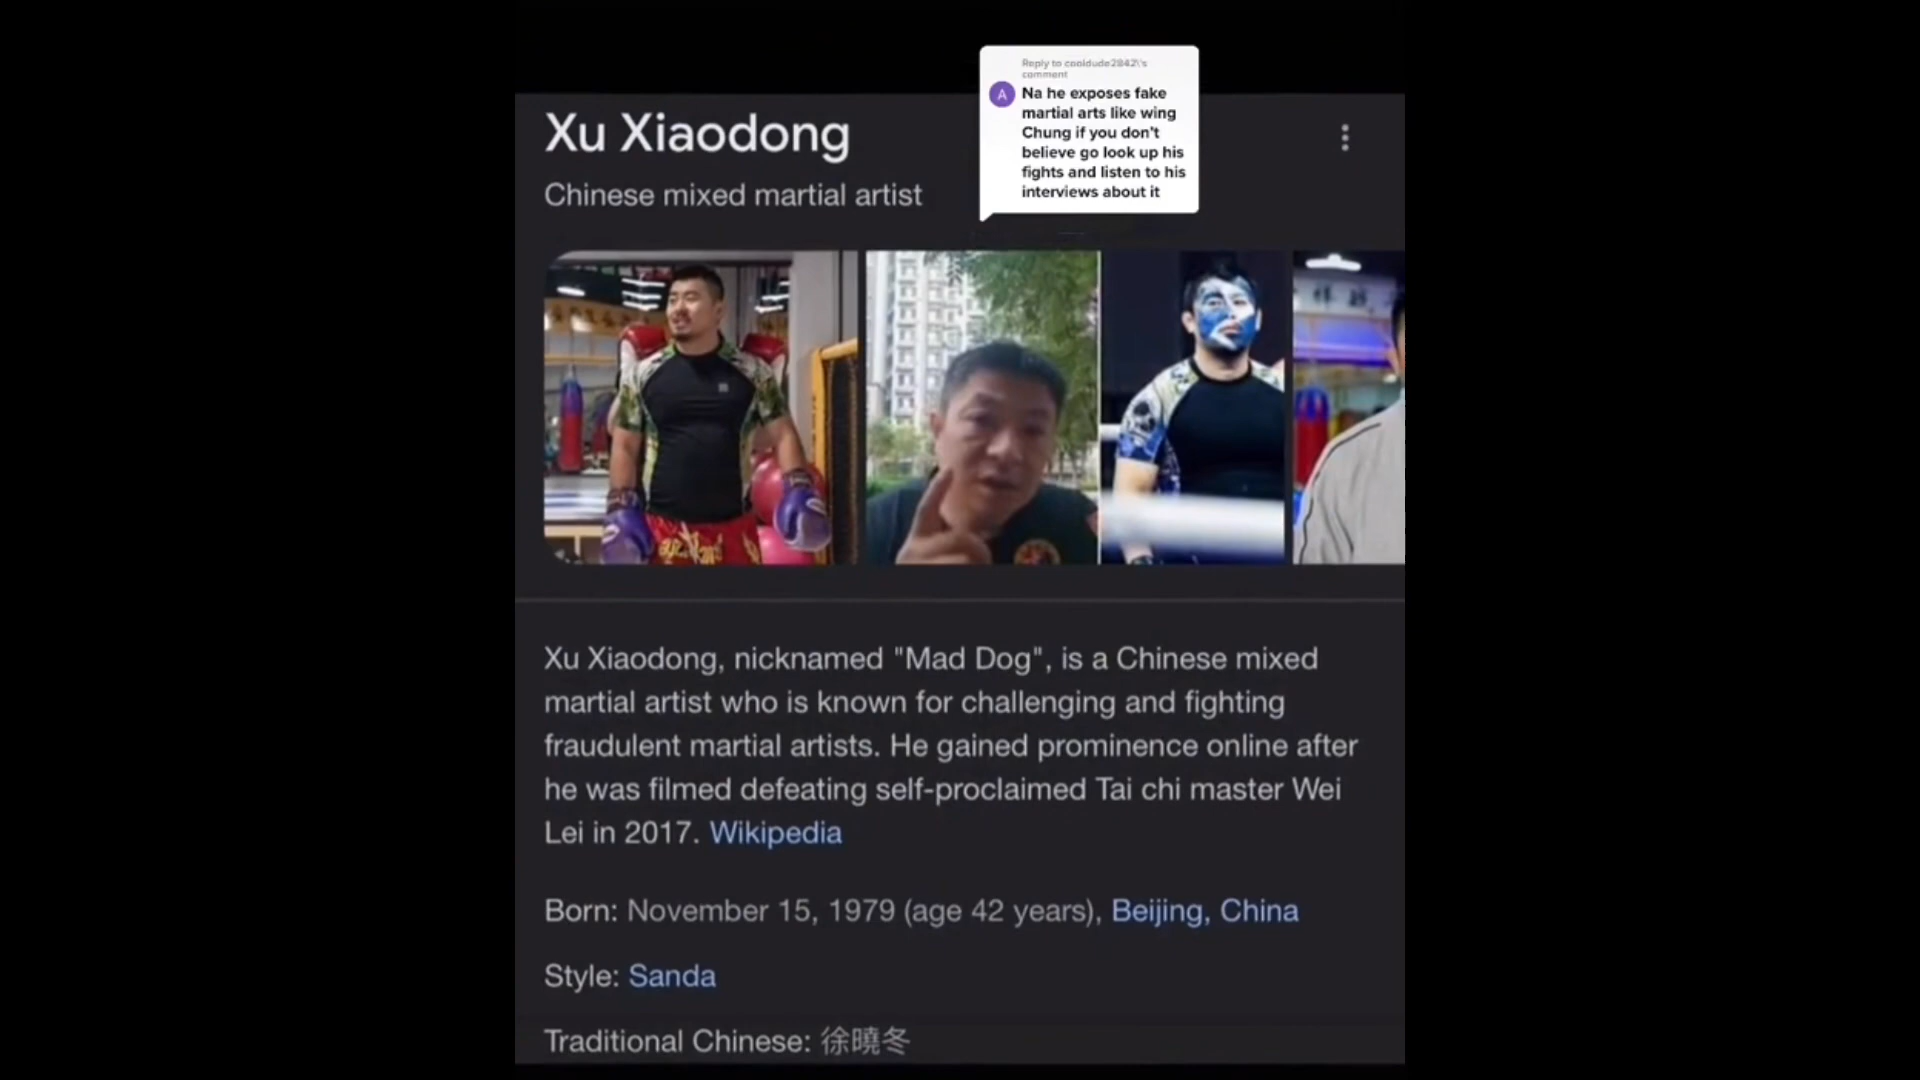 Reply to cooldude2842\'s
comment
A
Na he exposes fake
martial arts like wing
Chung if you don't
believe go look up his
fights and listen to his
interviews about it
Xu Xiaodong
Chinese mixed martial artist
Xu Xiaodong, nicknamed "Mad Dog", is a Chinese mixed
martial artist who is known for challenging and fighting
fraudulent martial artists. He gained prominence online after
he was filmed defeating self-proclaimed Tai chi master Wei
Lei in 2017. Wikipedia
Born: November 15, 1979 (age 42 years), Beijing, China
Style: Sanda
Traditional Chinese: 徐曉冬